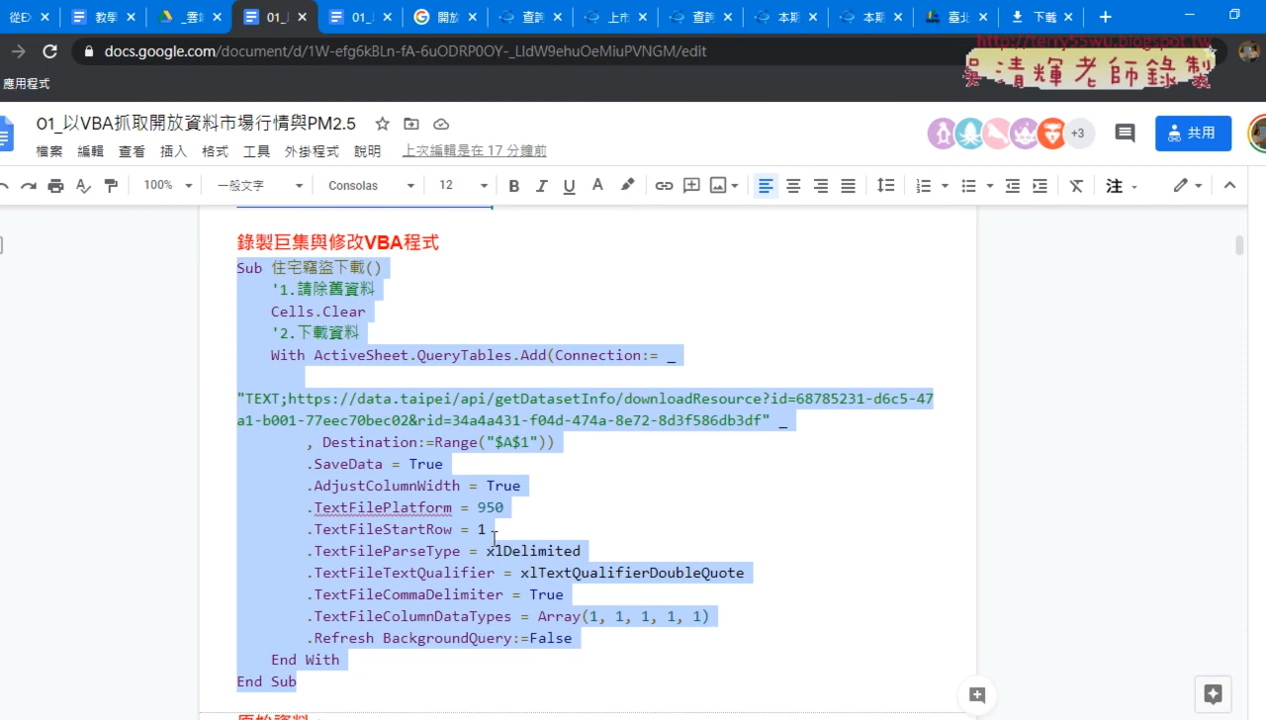 從EX
教學
_雲端
01_
01_
開放
查詢
上市
查詢
本期
本期
臺北
下載
docs.google.com/document/d/1W-efg6kBLn-fA-6uODRP0OY-_LldW9ehuOeMiuPVNGM/edit
http://terry55wu.blogspot.tw
吳清輝老師錄製
應用程式
01_以VBA抓取開放資料市場行情與PM2.5
檔案 編輯 查看 插入 格式 工具 外掛程式 說明 上次編輯是在 17 分鐘前
+3
共用
100% 一般文字 Consolas 12 B I U A 注
錄製巨集與修改VBA程式
Sub 住宅竊盜下載()
'1.請除舊資料
Cells.Clear
'2.下載資料
With ActiveSheet.QueryTables.Add(Connection:= _
"TEXT;https://data.taipei/api/getDatasetInfo/downloadResource?id=68785231-d6c5-47
a1-b001-77eec70bec02&rid=34a4a431-f04d-474a-8e72-8d3f586db3df" _
, Destination:=Range("$A$1"))
.SaveData = True
.AdjustColumnWidth = True
.TextFilePlatform = 950
.TextFileStartRow = 1
.TextFileParseType = xlDelimited
.TextFileTextQualifier = xlTextQualifierDoubleQuote
.TextFileCommaDelimiter = True
.TextFileColumnDataTypes = Array(1, 1, 1, 1, 1)
.Refresh BackgroundQuery:=False
End With
End Sub